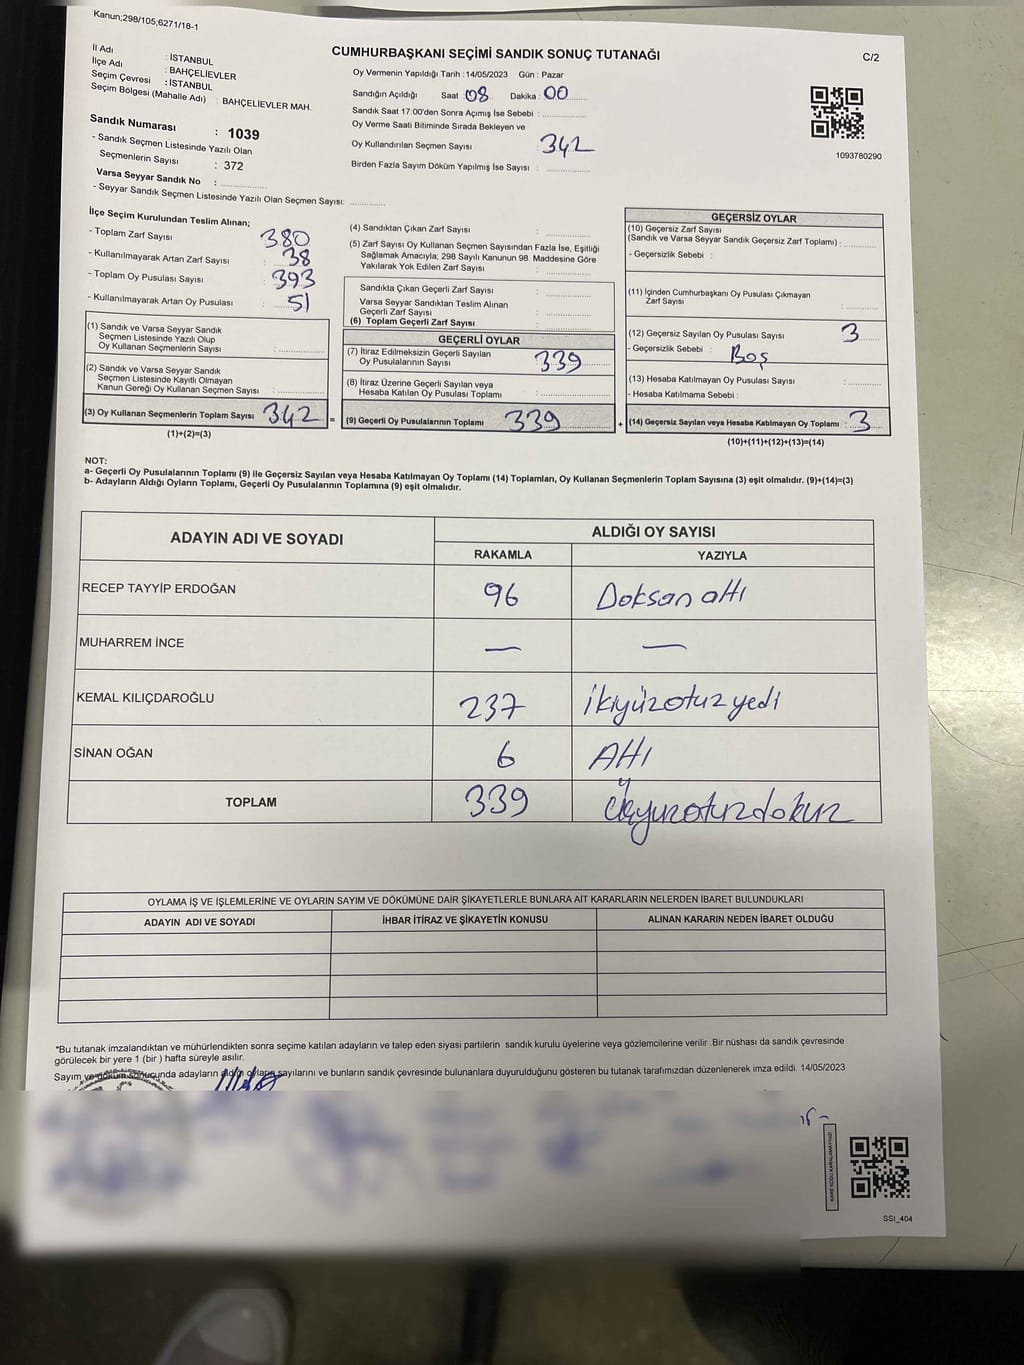 Kanun;298/105;6271/18-1
CUMHURBAŞKANI SEÇİMİ SANDIK SONUÇ TUTANAĞI
C/2
İl Adı : İSTANBUL
İlçe Adı : BAHÇELİEVLER
Seçim Çevresi : İSTANBUL
Seçim Bölgesi (Mahalle Adı) : BAHÇELİEVLER MAH.
Sandık Numarası : 1039
- Sandık Seçmen Listesinde Yazılı Olan
Seçmenlerin Sayısı : 372
Varsa Seyyar Sandık No :
- Seyyar Sandık Seçmen Listesinde Yazılı Olan Seçmen Sayısı:
Oy Vermenin Yapıldığı Tarih : 14/05/2023 Gün : Pazar
Sandığın Açıldığı Saat 08 Dakika : 00
Sandık Saat 17:00'den Sonra Açımış İse Sebebi :
Oy Verme Saati Bitiminde Sırada Bekleyen ve
Oy Kullandırılan Seçmen Sayısı : 342
Birden Fazla Sayım Döküm Yapılmış İse Sayısı :
1093760290
İlçe Seçim Kurulundan Teslim Alınan;
- Toplam Zarf Sayısı : 380
- Kullanılmayarak Artan Zarf Sayısı : 38
- Toplam Oy Pusulası Sayısı : 393
- Kullanılmayarak Artan Oy Pusulası : 51
(1) Sandık ve Varsa Seyyar Sandık
Seçmen Listesinde Yazılı Olup
Oy Kullanan Seçmenlerin Sayısı :
(2) Sandık ve Varsa Seyyar Sandık
Seçmen Listesinde Kayıtlı Olmayan
Kanun Gereği Oy Kullanan Seçmen Sayısı :
(3) Oy Kullanan Seçmenlerin Toplam Sayısı : 342 =
(1)+(2)=(3)
(4) Sandıktan Çıkan Zarf Sayısı :
(5) Zarf Sayısı Oy Kullanan Seçmen Sayısından Fazla İse, Eşitliği
Sağlamak Amacıyla; 298 Sayılı Kanunun 98. Maddesine Göre
Yakılarak Yok Edilen Zarf Sayısı :
Sandıkta Çıkan Geçerli Zarf Sayısı :
Varsa Seyyar Sandıktan Teslim Alınan
Geçerli Zarf Sayısı :
(6) Toplam Geçerli Zarf Sayısı :
GEÇERLİ OYLAR
(7) İtiraz Edilmeksizin Geçerli Sayılan
Oy Pusulalarının Sayısı : 339
(8) İtiraz Üzerine Geçerli Sayılan veya
Hesaba Katılan Oy Pusulası Toplamı :
(9) Geçerli Oy Pusulalarının Toplamı : 339 +
GEÇERSİZ OYLAR
(10) Geçersiz Zarf Sayısı
(Sandık ve Varsa Seyyar Sandık Geçersiz Zarf Toplamı) :
- Geçersizlik Sebebi :
(11) İçinden Cumhurbaşkanı Oy Pusulası Çıkmayan
Zarf Sayısı :
(12) Geçersiz Sayılan Oy Pusulası Sayısı : 3
- Geçersizlik Sebebi : Boş
(13) Hesaba Katılmayan Oy Pusulası Sayısı :
- Hesaba Katılmama Sebebi :
(14) Geçersiz Sayılan veya Hesaba Katılmayan Oy Toplamı : 3
(10)+(11)+(12)+(13)=(14)
NOT:
a- Geçerli Oy Pusulalarının Toplamı (9) ile Geçersiz Sayılan veya Hesaba Katılmayan Oy Toplamı (14) Toplamları, Oy Kullanan Seçmenlerin Toplam Sayısına (3) eşit olmalıdır. (9)+(14)=(3)
b- Adayların Aldığı Oyların Toplamı, Geçerli Oy Pusulalarının Toplamına (9) eşit olmalıdır.
ADAYIN ADI VE SOYADI
ALDIĞI OY SAYISI
RAKAMLA YAZIYLA
RECEP TAYYİP ERDOĞAN 96 Doksan altı
MUHARREM İNCE — —
KEMAL KILIÇDAROĞLU 237 ikiyüzotuz yedi
SİNAN OĞAN 6 Altı
TOPLAM 339 Üçyüzotuzdokuz
OYLAMA İŞ VE İŞLEMLERİNE VE OYLARIN SAYIM VE DÖKÜMÜNE DAİR ŞİKAYETLERLE BUNLARA AİT KARARLARIN NELERDEN İBARET BULUNDUKLARI
ADAYIN ADI VE SOYADI İHBAR İTİRAZ VE ŞİKAYETİN KONUSU ALINAN KARARIN NEDEN İBARET OLDUĞU
*Bu tutanak imzalandıktan ve mühürlendikten sonra seçime katılan adayların ve talep eden siyasi partilerin sandık kurulu üyelerine veya gözlemcilerine verilir .Bir nüshası da sandık çevresinde
görülecek bir yere 1 (bir ) hafta süreyle asılır.
Sayım ve döküm sonucunda adayların aldığı oyların sayılarını ve bunların sandık çevresinde bulunanlara duyurulduğunu gösteren bu tutanak tarafımızdan düzenlenerek imza edildi. 14/05/2023
KARE KODU KARALAMAYINIZ!
SSI_404